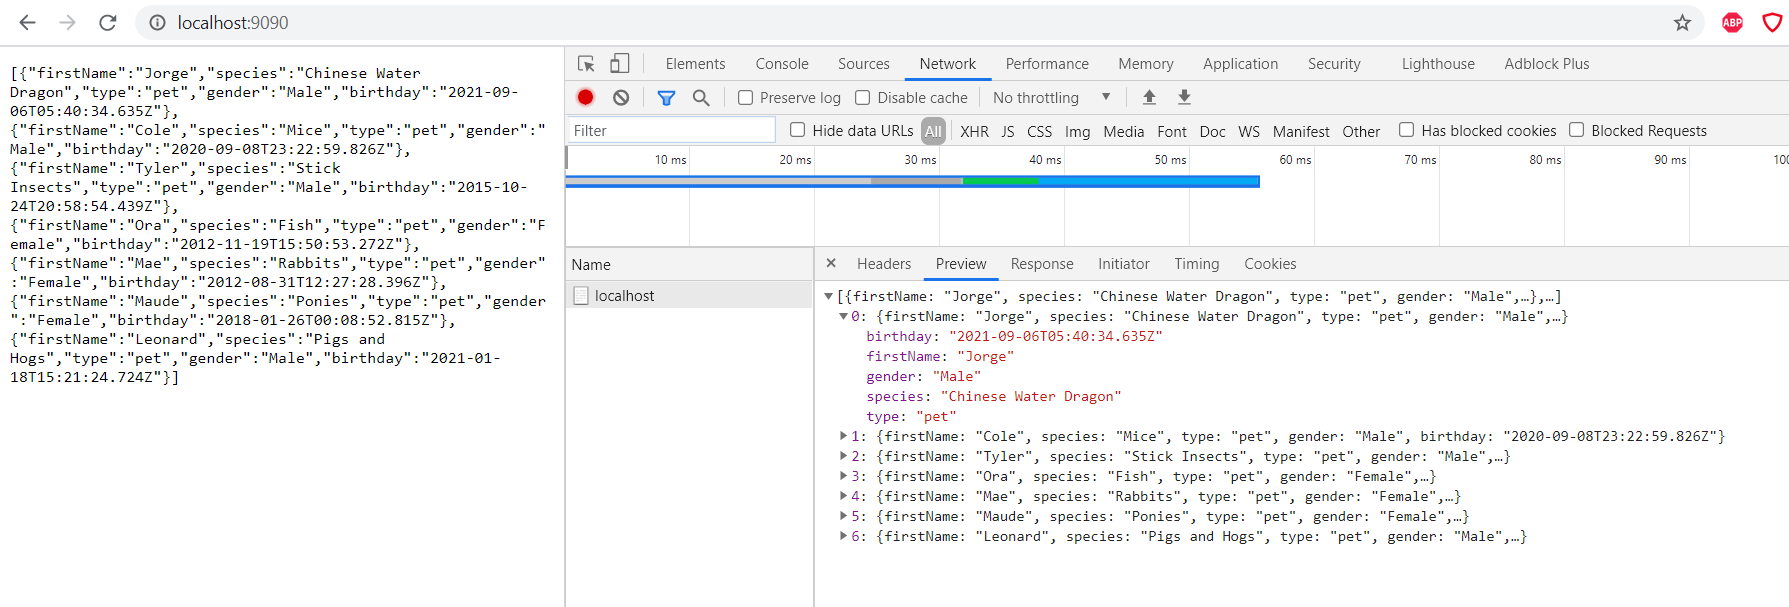 localhost:9090
ABP
[{"firstName":"Jorge","species":"Chinese Water
Dragon","type":"pet","gender":"Male","birthday":"2021-09-
06T05:40:34.635Z"},
{"firstName":"Cole","species":"Mice","type":"pet","gender":"
Male","birthday":"2020-09-08T23:22:59.826Z"},
{"firstName":"Tyler","species":"Stick
Insects","type":"pet","gender":"Male","birthday":"2015-10-
24T20:58:54.439Z"},
{"firstName":"Ora","species":"Fish","type":"pet","gender":"F
emale","birthday":"2012-11-19T15:50:53.272Z"},
{"firstName":"Mae","species":"Rabbits","type":"pet","gender"
:"Female","birthday":"2012-08-31T12:27:28.396Z"},
{"firstName":"Maude","species":"Ponies","type":"pet","gender
":"Female","birthday":"2018-01-26T00:08:52.815Z"},
{"firstName":"Leonard","species":"Pigs and
Hogs","type":"pet","gender":"Male","birthday":"2021-01-
18T15:21:24.724Z"}]
Elements Console Sources Network Performance Memory Application Security Lighthouse Adblock Plus
Preserve log Disable cache No throttling
Filter Hide data URLs All XHR JS CSS Img Media Font Doc WS Manifest Other Has blocked cookies Blocked Requests
10 ms 20 ms 30 ms 40 ms 50 ms 60 ms 70 ms 80 ms 90 ms 100
Name
localhost
× Headers Preview Response Initiator Timing Cookies
[{firstName: "Jorge", species: "Chinese Water Dragon", type: "pet", gender: "Male",…},…]
0: {firstName: "Jorge", species: "Chinese Water Dragon", type: "pet", gender: "Male",…}
birthday: "2021-09-06T05:40:34.635Z"
firstName: "Jorge"
gender: "Male"
species: "Chinese Water Dragon"
type: "pet"
1: {firstName: "Cole", species: "Mice", type: "pet", gender: "Male", birthday: "2020-09-08T23:22:59.826Z"}
2: {firstName: "Tyler", species: "Stick Insects", type: "pet", gender: "Male",…}
3: {firstName: "Ora", species: "Fish", type: "pet", gender: "Female",…}
4: {firstName: "Mae", species: "Rabbits", type: "pet", gender: "Female",…}
5: {firstName: "Maude", species: "Ponies", type: "pet", gender: "Female",…}
6: {firstName: "Leonard", species: "Pigs and Hogs", type: "pet", gender: "Male",…}